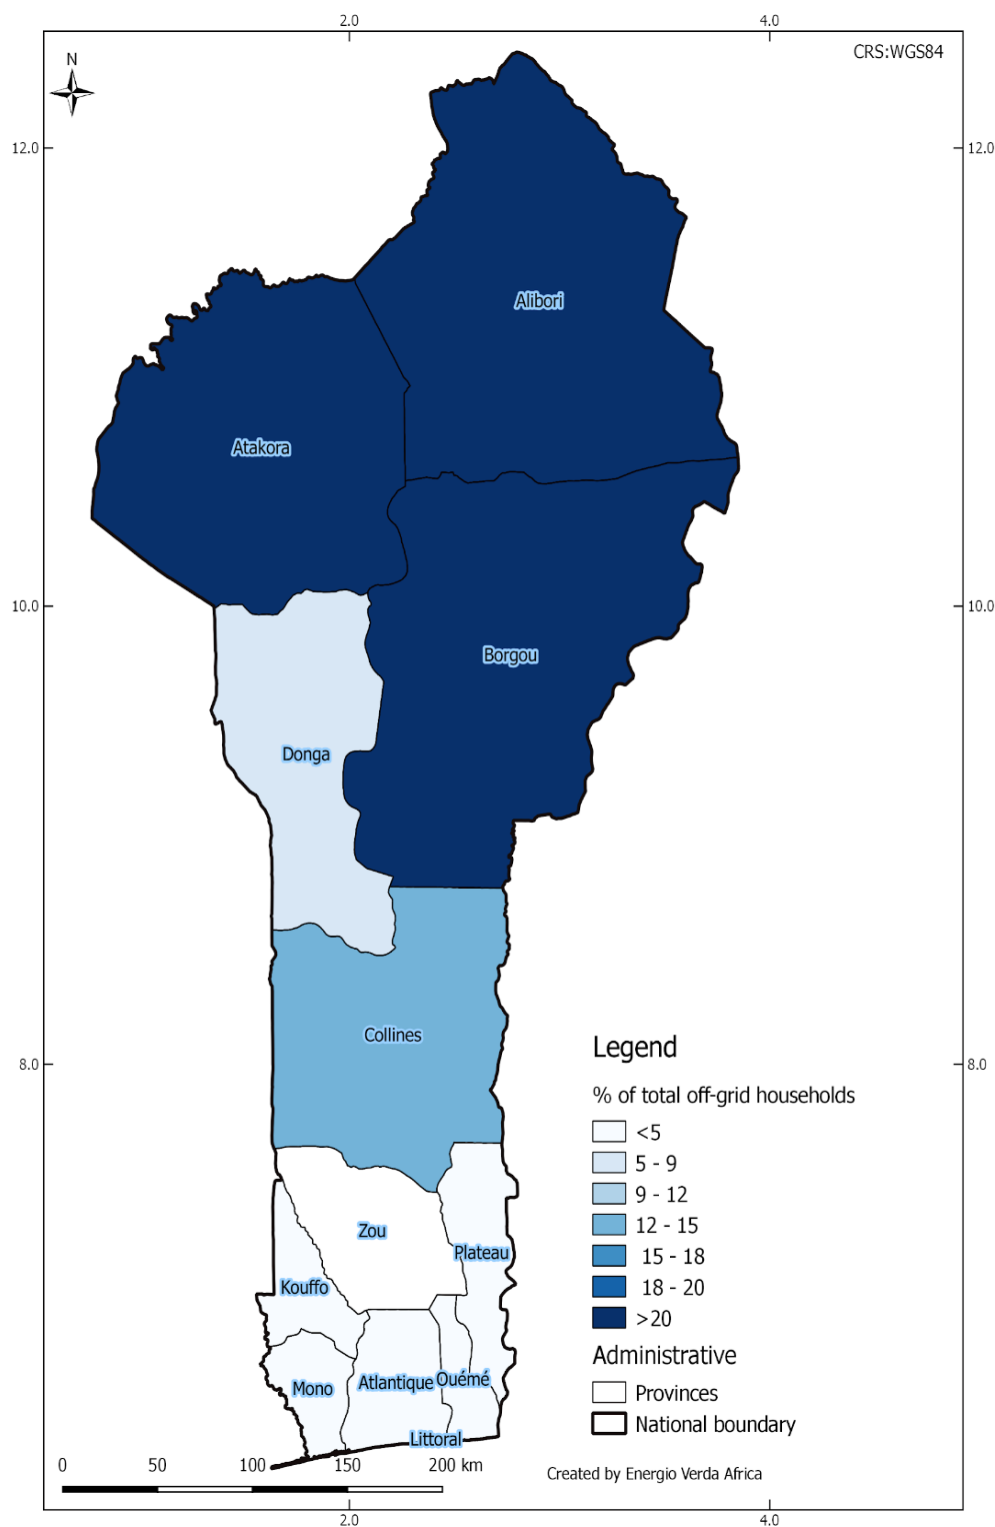 2.0
4.0
CRS:WGS84
N
12.0
12.0
Alibori
Atakora
10.0
10.0
Borgou
Donga
Collines
8.0
8.0
Legend
% of total off-grid households
<5
5 - 9
9 - 12
12 - 15
15 - 18
18 - 20
>20
Administrative
Provinces
National boundary
Zou
Plateau
Kouffo
Mono
Atlantique
Ouémé
Littoral
0 50 100 150 200 km
Created by Energio Verda Africa
2.0
4.0